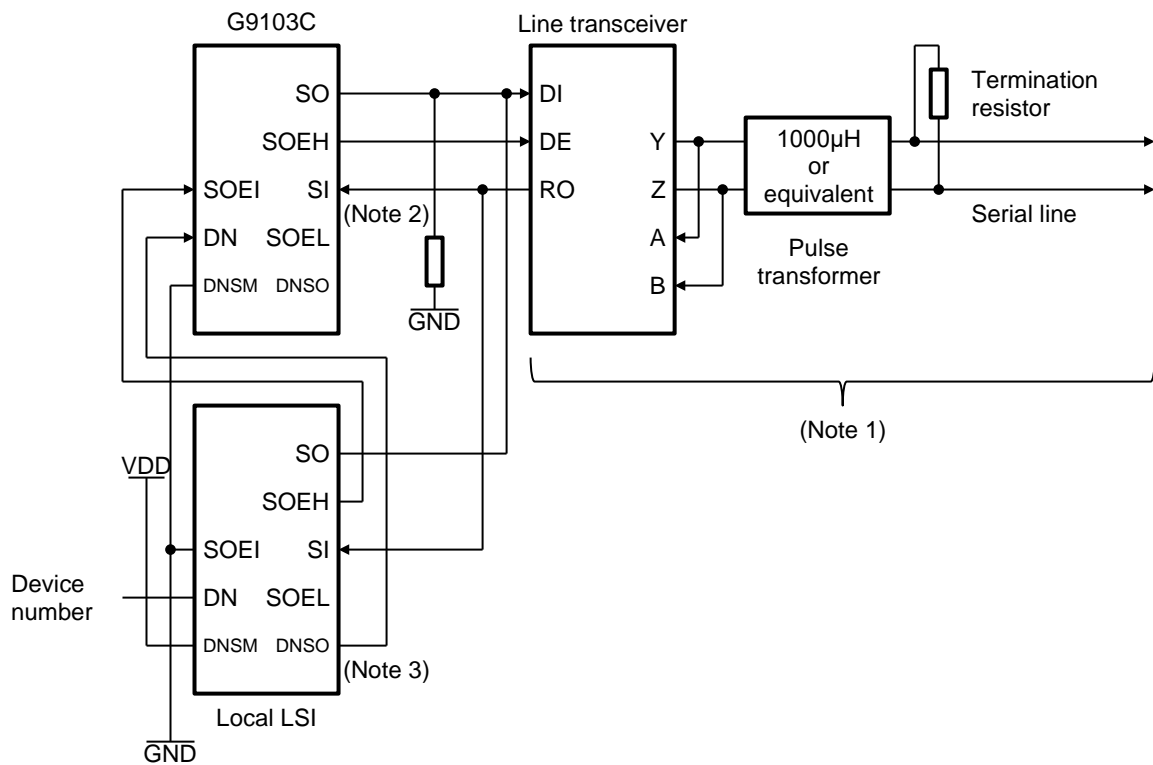 G9103C
Line transceiver
SO
DI
Termination
resistor
SOEH
DE
Y
1000µH
or
equivalent
SOEI
SI
RO
Z
(Note 2)
Serial line
DN
SOEL
A
Pulse
transformer
DNSM
DNSO
B
GND
(Note 1)
SO
VDD
SOEH
SOEI
SI
Device
number
DN
SOEL
DNSM
DNSO
(Note 3)
Local LSI
GND